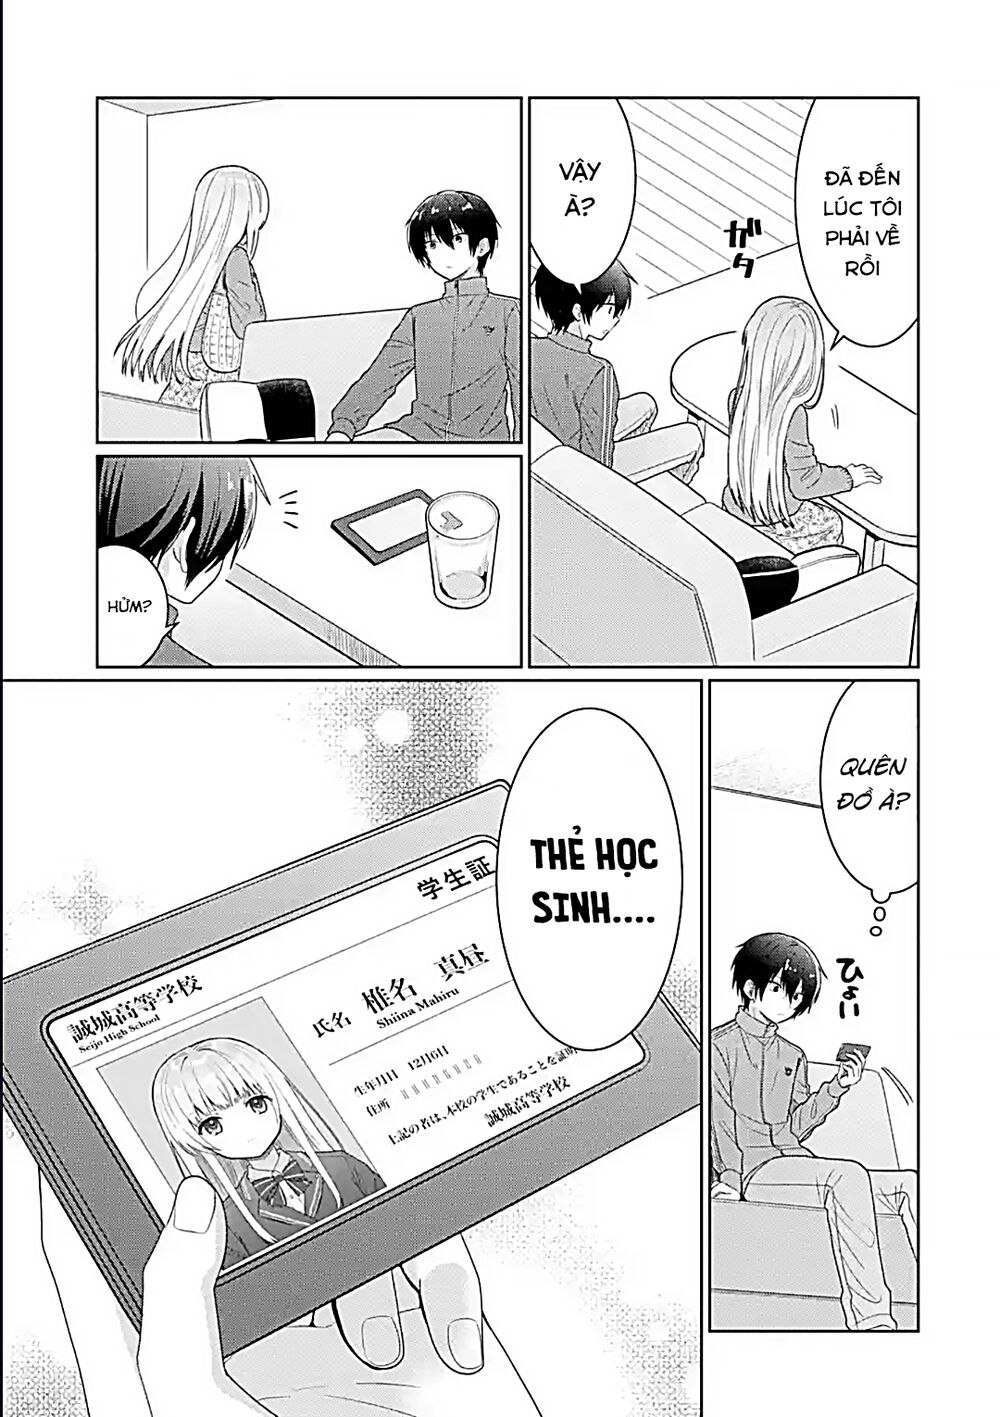 ĐÃ ĐẾN
LÚC TÔI
PHẢI VỀ
RỒI
ガタ
VẬY
À?
HỬM?
QUÊN
ĐỒ À?
ひょい
THẺ HỌC
SINH....
学生証
誠城高等学校
Seijo High School
氏名 椎名 真昼
Shiina Mahiru
生年月日 12月6日
住所
上記の者は、本校の学生であることを証明
誠城高等学校